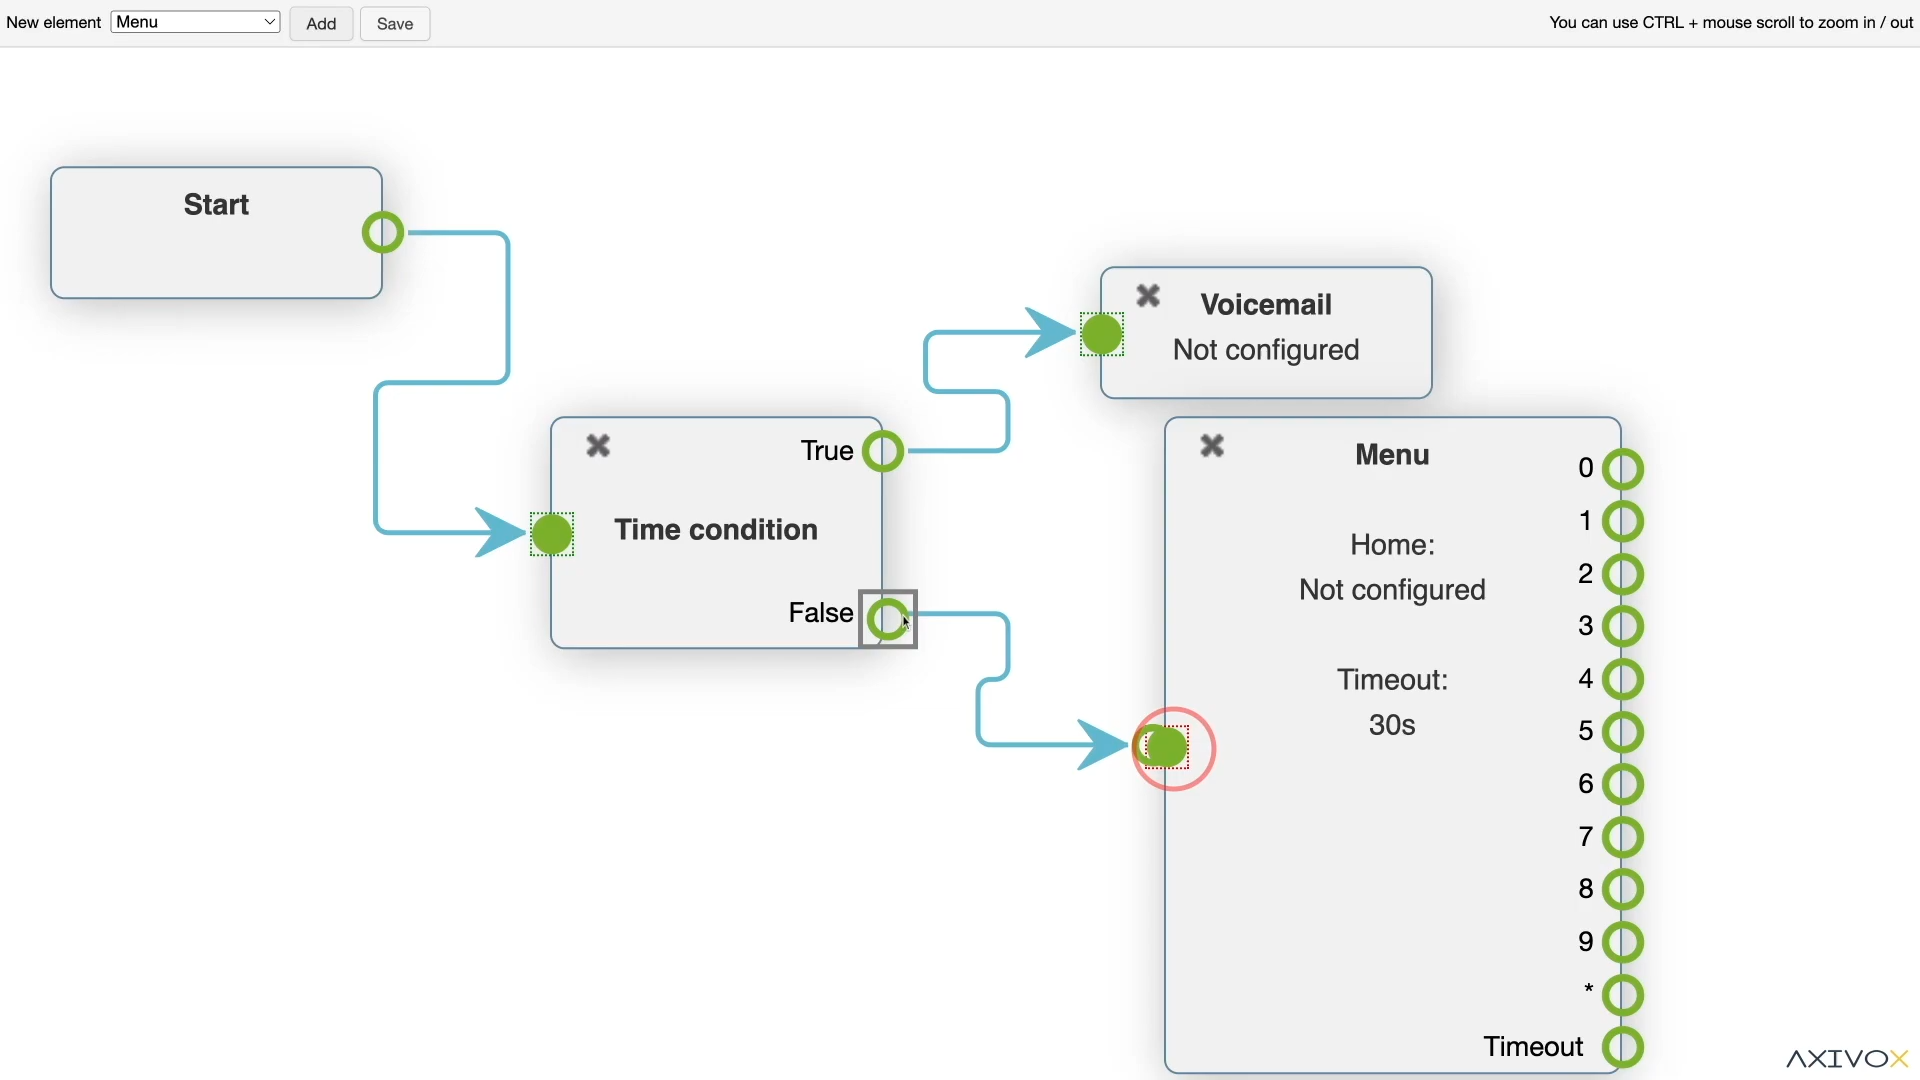 New element Menu Add Save You can use CTRL + mouse scroll to zoom in / out
Start
Voicemail
Not configured
True
Time condition
False
Menu
Home:
Not configured
Timeout:
30s
0
1
2
3
4
5
6
7
8
9
*
Timeout
AXIVOX